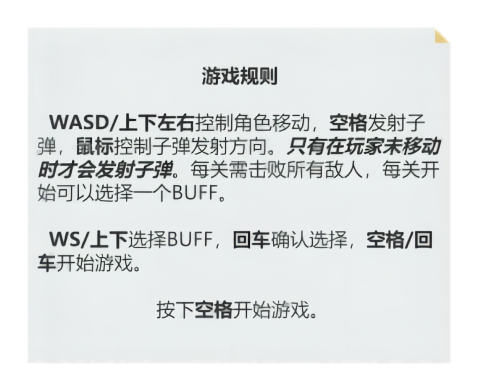 游戏规则
WASD/上下左右控制角色移动，空格发射子
弹，鼠标控制子弹发射方向。只有在玩家未移动
时才会发射子弹。每关需击败所有敌人，每关开
始可以选择一个BUFF。
WS/上下选择BUFF，回车确认选择，空格/回
车开始游戏。
按下空格开始游戏。